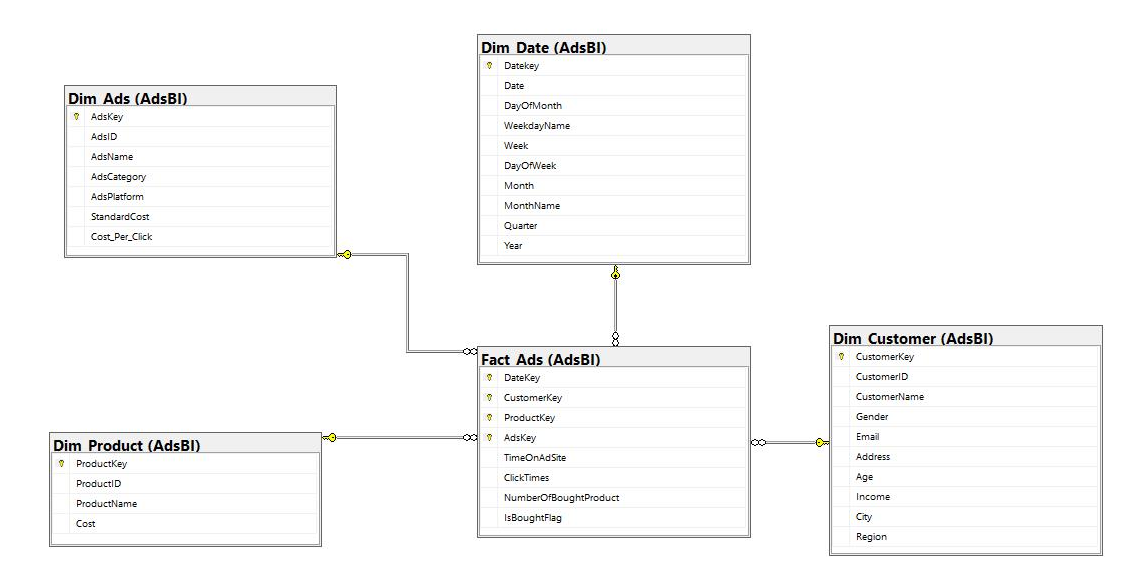 Dim_Date (AdsBI)
Datekey
Date
DayOfMonth
WeekdayName
Week
DayOfWeek
Month
MonthName
Quarter
Year
Dim_Ads (AdsBI)
AdsKey
AdsID
AdsName
AdsCategory
AdsPlatform
StandardCost
Cost_Per_Click
Fact_Ads (AdsBI)
DateKey
CustomerKey
ProductKey
AdsKey
TimeOnAdSite
ClickTimes
NumberOfBoughtProduct
IsBoughtFlag
Dim_Customer (AdsBI)
CustomerKey
CustomerID
CustomerName
Gender
Email
Address
Age
Income
City
Region
Dim_Product (AdsBI)
ProductKey
ProductID
ProductName
Cost